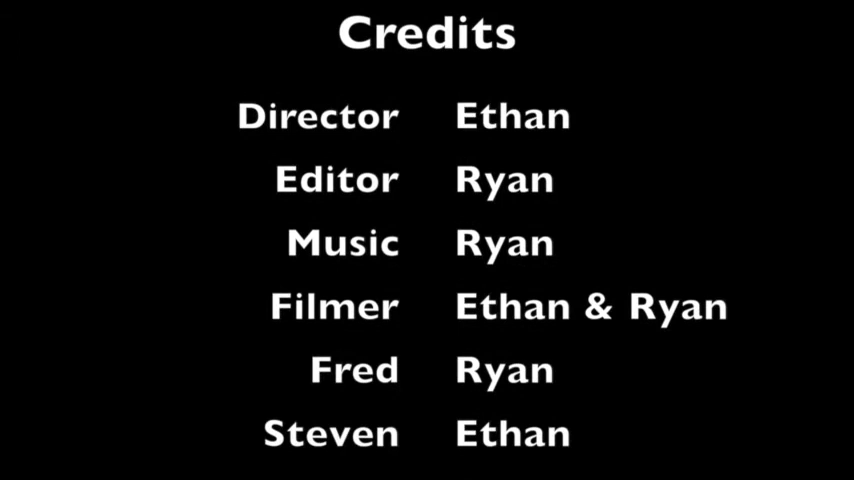 Credits
Director Ethan
Editor Ryan
Music Ryan
Filmer Ethan & Ryan
Fred Ryan
Steven Ethan